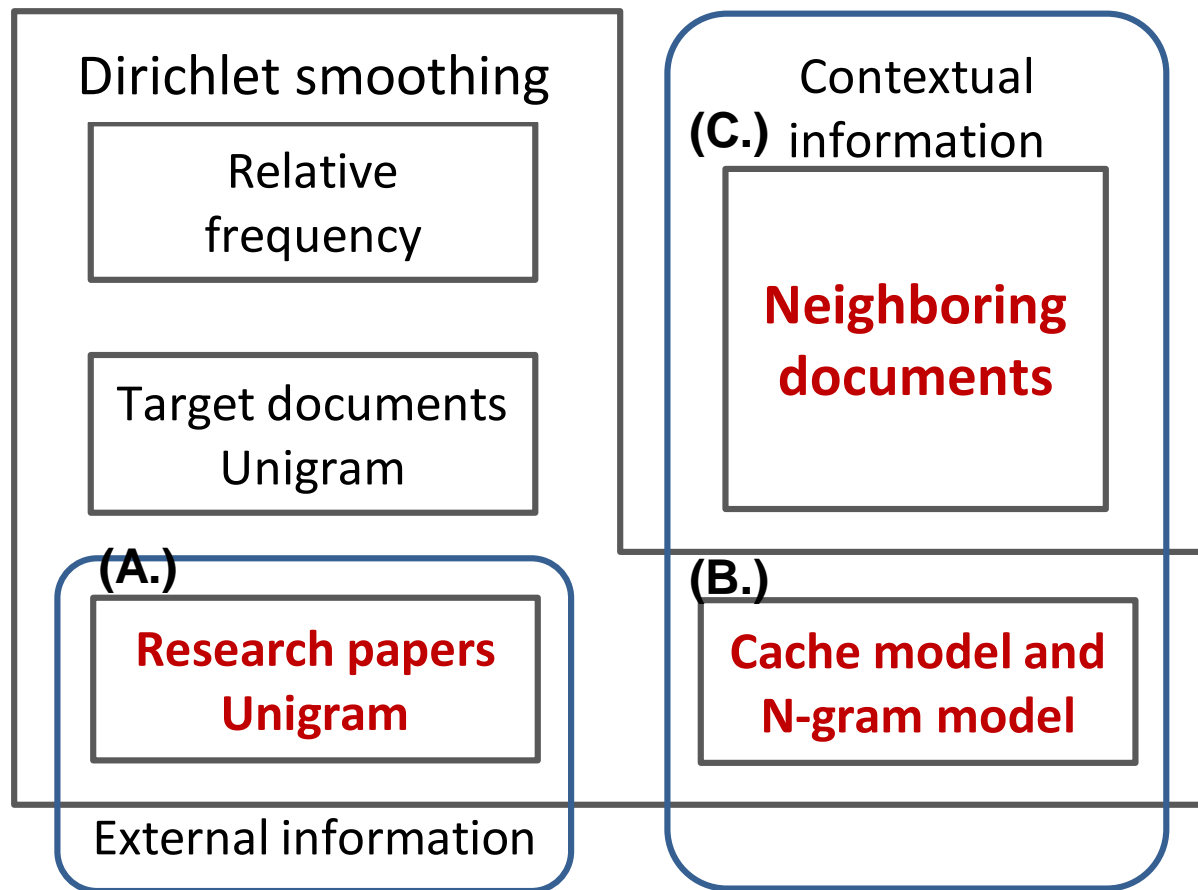 Dirichlet smoothing
Relative
frequency
Target documents
Unigram
(A.)
Research papers
Unigram
External information
Contextual
(C.) information
Neighboring
documents
(B.)
Cache model and
N-gram model